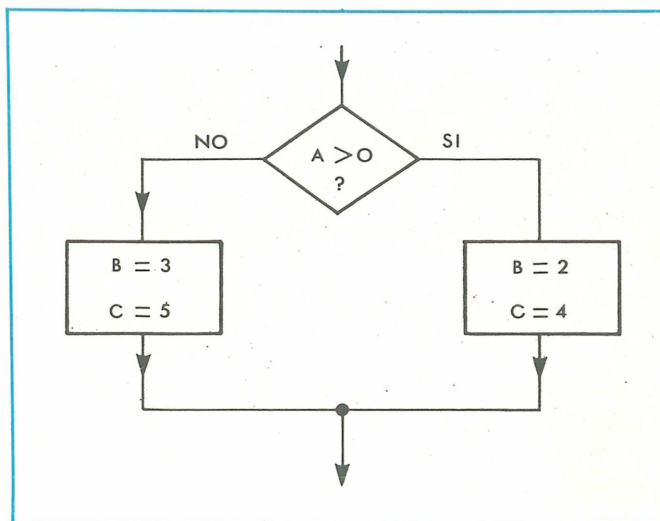 NO
A > O
?
SI
B = 3
C = 5
B = 2
C = 4